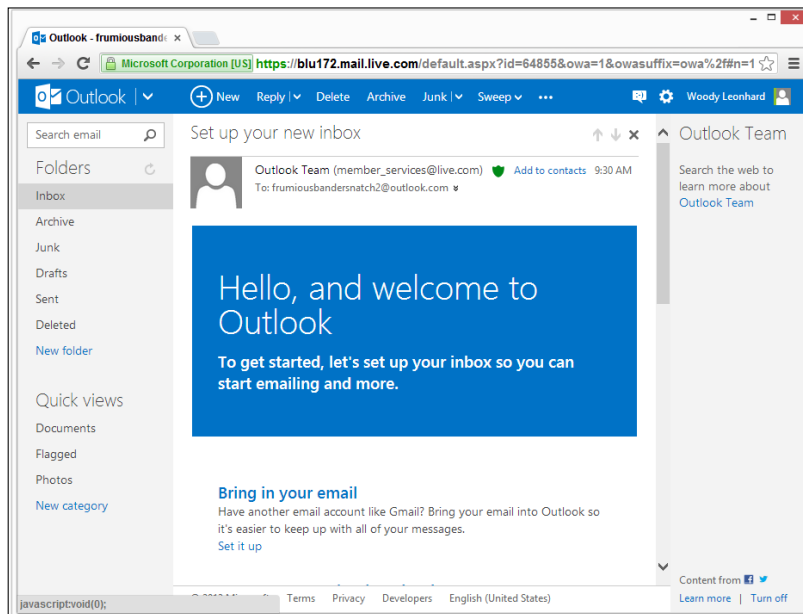 Outlook - frumiousbande
Microsoft Corporation [US] https://blu172.mail.live.com/default.aspx?id=64855&owa=1&owasuffix=owa%2f#n=1
Outlook New Reply Delete Archive Junk Sweep ••• Woody Leonhard
Search email
Folders
Inbox
Archive
Junk
Drafts
Sent
Deleted
New folder
Quick views
Documents
Flagged
Photos
New category
Set up your new inbox
Outlook Team (member_services@live.com) Add to contacts 9:30 AM
To: frumiousbandersnatch2@outlook.com
Hello, and welcome to
Outlook
To get started, let's set up your inbox so you can
start emailing and more.
Bring in your email
Have another email account like Gmail? Bring your email into Outlook so
it's easier to keep up with all of your messages.
Set it up
Terms Privacy Developers English (United States)
Outlook Team
Search the web to
learn more about
Outlook Team
Content from
Learn more | Turn off
javascript:void(0);